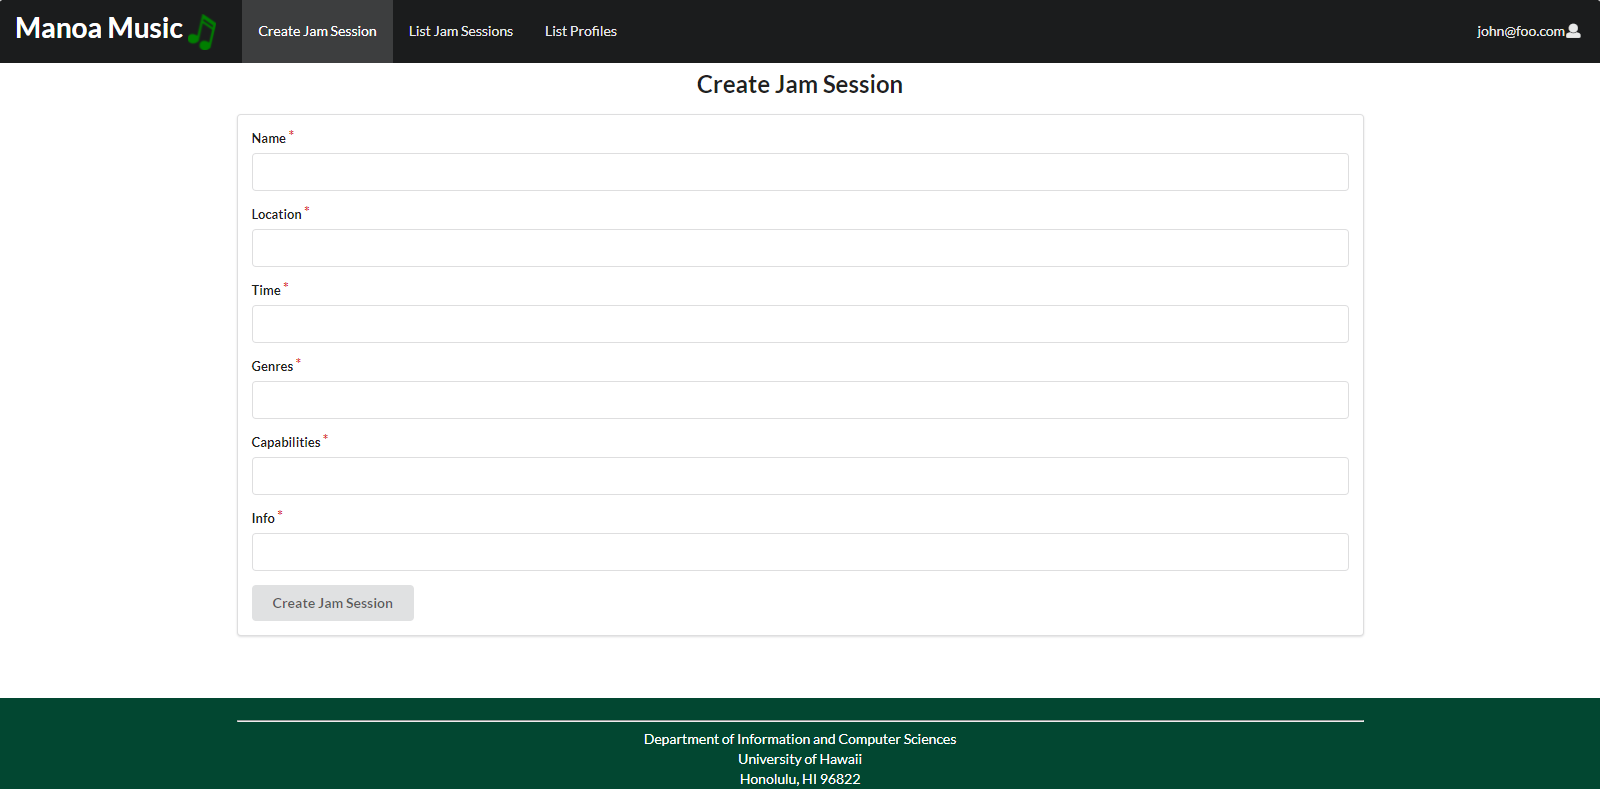 Manoa Music
Create Jam Session
List Jam Sessions
List Profiles
john@foo.com
Create Jam Session
Name *
Location *
Time *
Genres *
Capabilities *
Info *
Create Jam Session
Department of Information and Computer Sciences
University of Hawaii
Honolulu, HI 96822